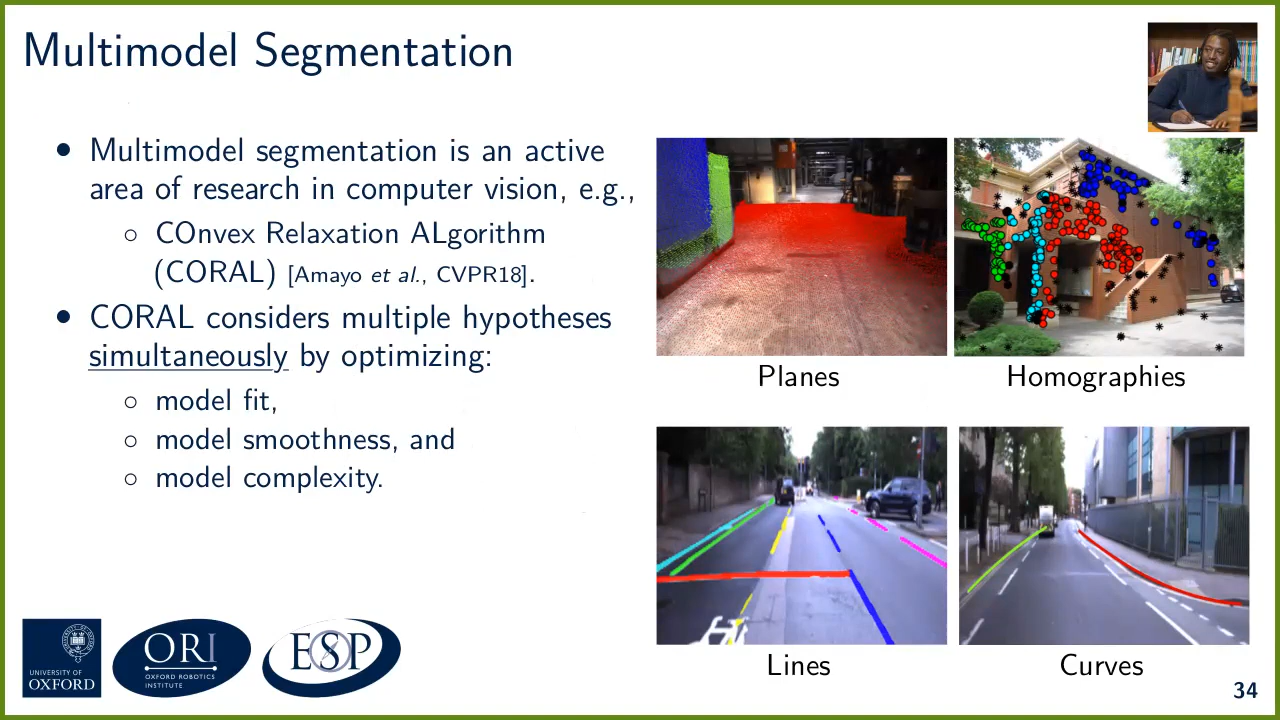 Multimodel Segmentation
• Multimodel segmentation is an active
area of research in computer vision, e.g.,
○ COnvex Relaxation ALgorithm
(CORAL) [Amayo et al., CVPR18].
• CORAL considers multiple hypotheses
simultaneously by optimizing:
○ model fit,
○ model smoothness, and
○ model complexity.
Planes
Homographies
Lines
Curves
UNIVERSITY OF
OXFORD
ORI
OXFORD ROBOTICS
INSTITUTE
ESP
34